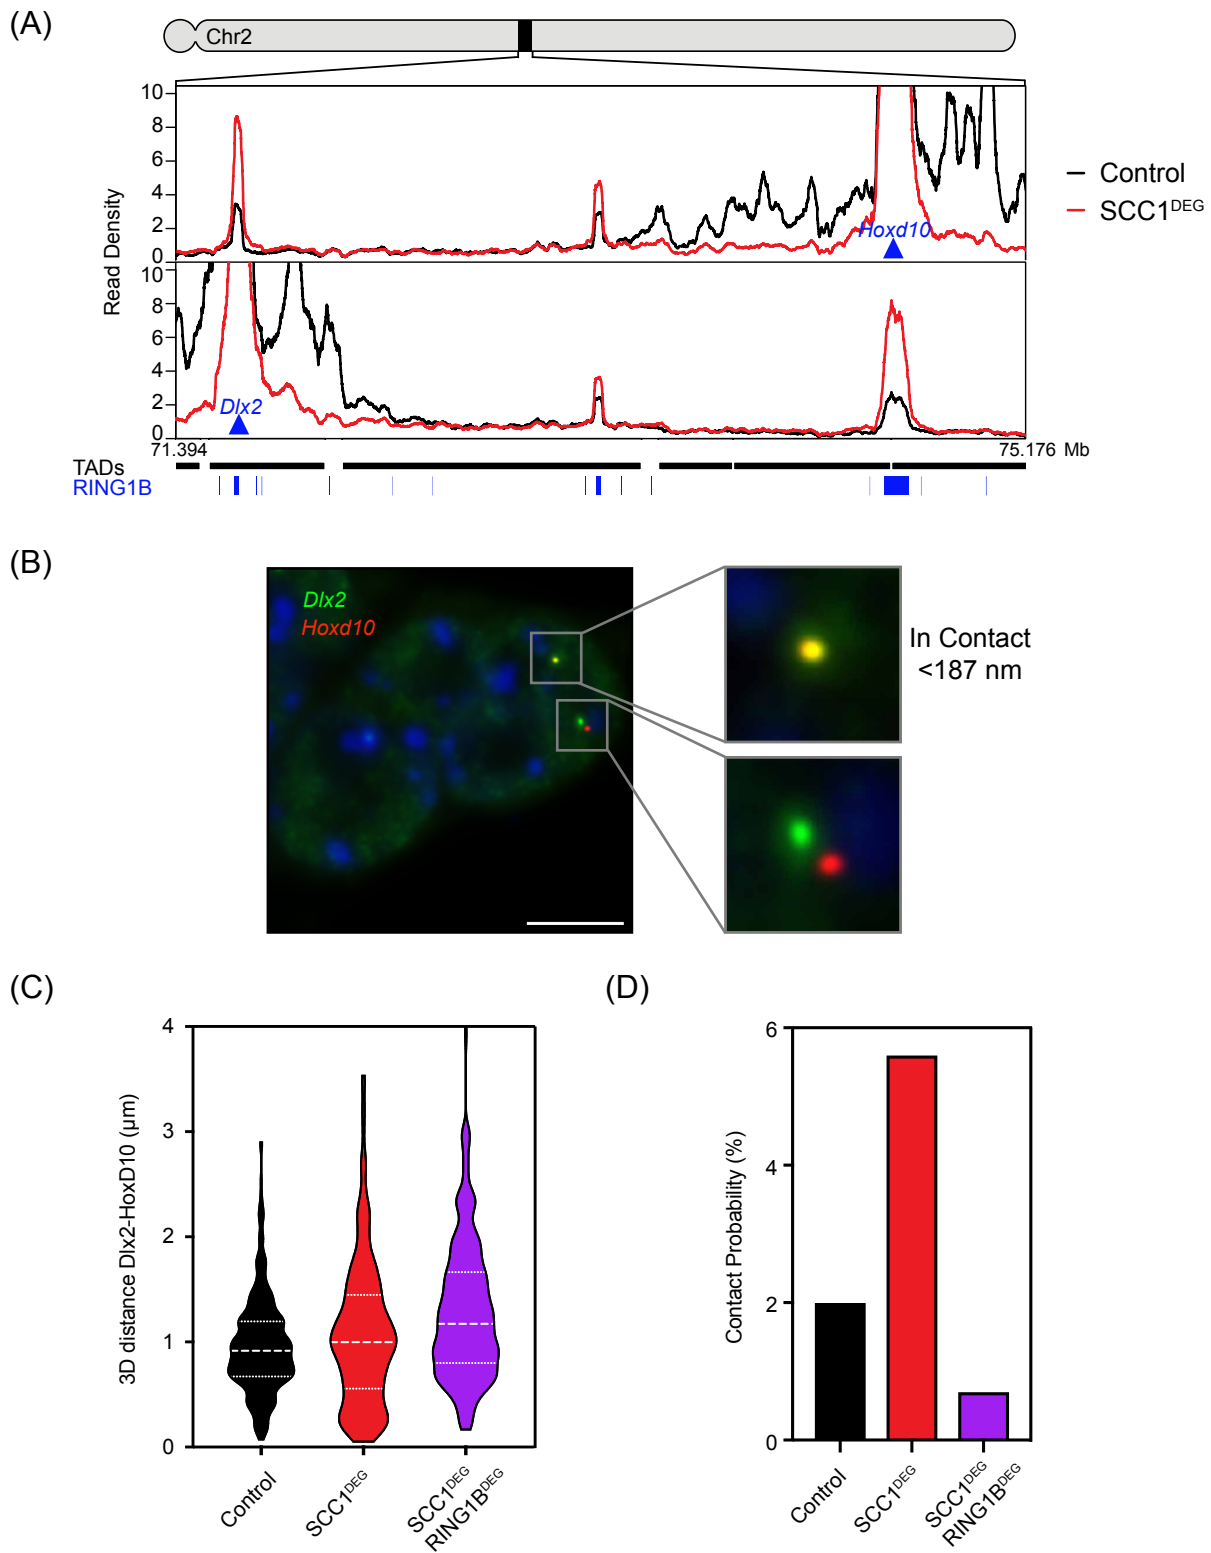 (A)
Chr2
Read Density
10
8
6
4
2
0
Hoxd10
Control
SCC1DEG
10
8
6
4
2
0
Dlx2
71.394
75.176 Mb
TADs
RING1B
(B)
Dlx2
Hoxd10
In Contact
<187 nm
(C)
3D distance Dlx2-HoxD10 (µm)
4
3
2
1
0
Control
SCC1DEG
SCC1DEG
RING1BDEG
(D)
Contact Probability (%)
6
4
2
0
Control
SCC1DEG
SCC1DEG
RING1BDEG